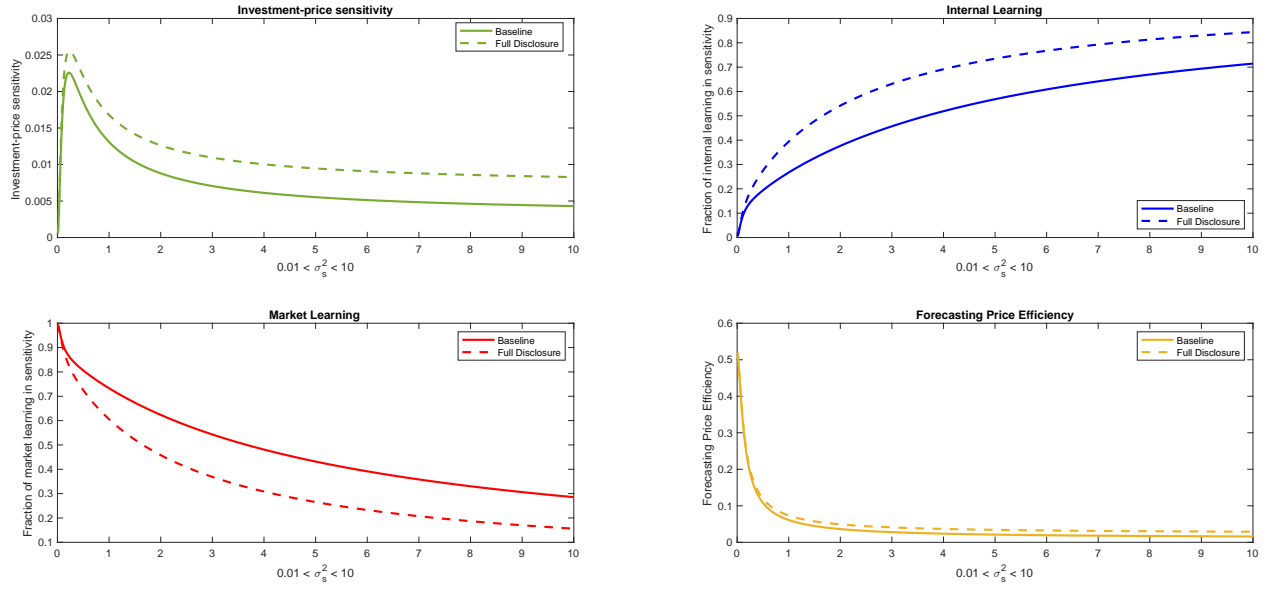 Investment-price sensitivity
Baseline
Full Disclosure
Investment-price sensitivity
0.03
0.025
0.02
0.015
0.01
0.005
0
0 1 2 3 4 5 6 7 8 9 10
0.01 < σ_s^2 < 10
Internal Learning
Baseline
Full Disclosure
Fraction of internal learning in sensitivity
0.9
0.8
0.7
0.6
0.5
0.4
0.3
0.2
0.1
0
0 1 2 3 4 5 6 7 8 9 10
0.01 < σ_s^2 < 10
Market Learning
Baseline
Full Disclosure
Fraction of market learning in sensitivity
1
0.9
0.8
0.7
0.6
0.5
0.4
0.3
0.2
0.1
0 1 2 3 4 5 6 7 8 9 10
0.01 < σ_s^2 < 10
Forecasting Price Efficiency
Baseline
Full Disclosure
Forecasting Price Efficiency
0.6
0.5
0.4
0.3
0.2
0.1
0
0 1 2 3 4 5 6 7 8 9 10
0.01 < σ_s^2 < 10